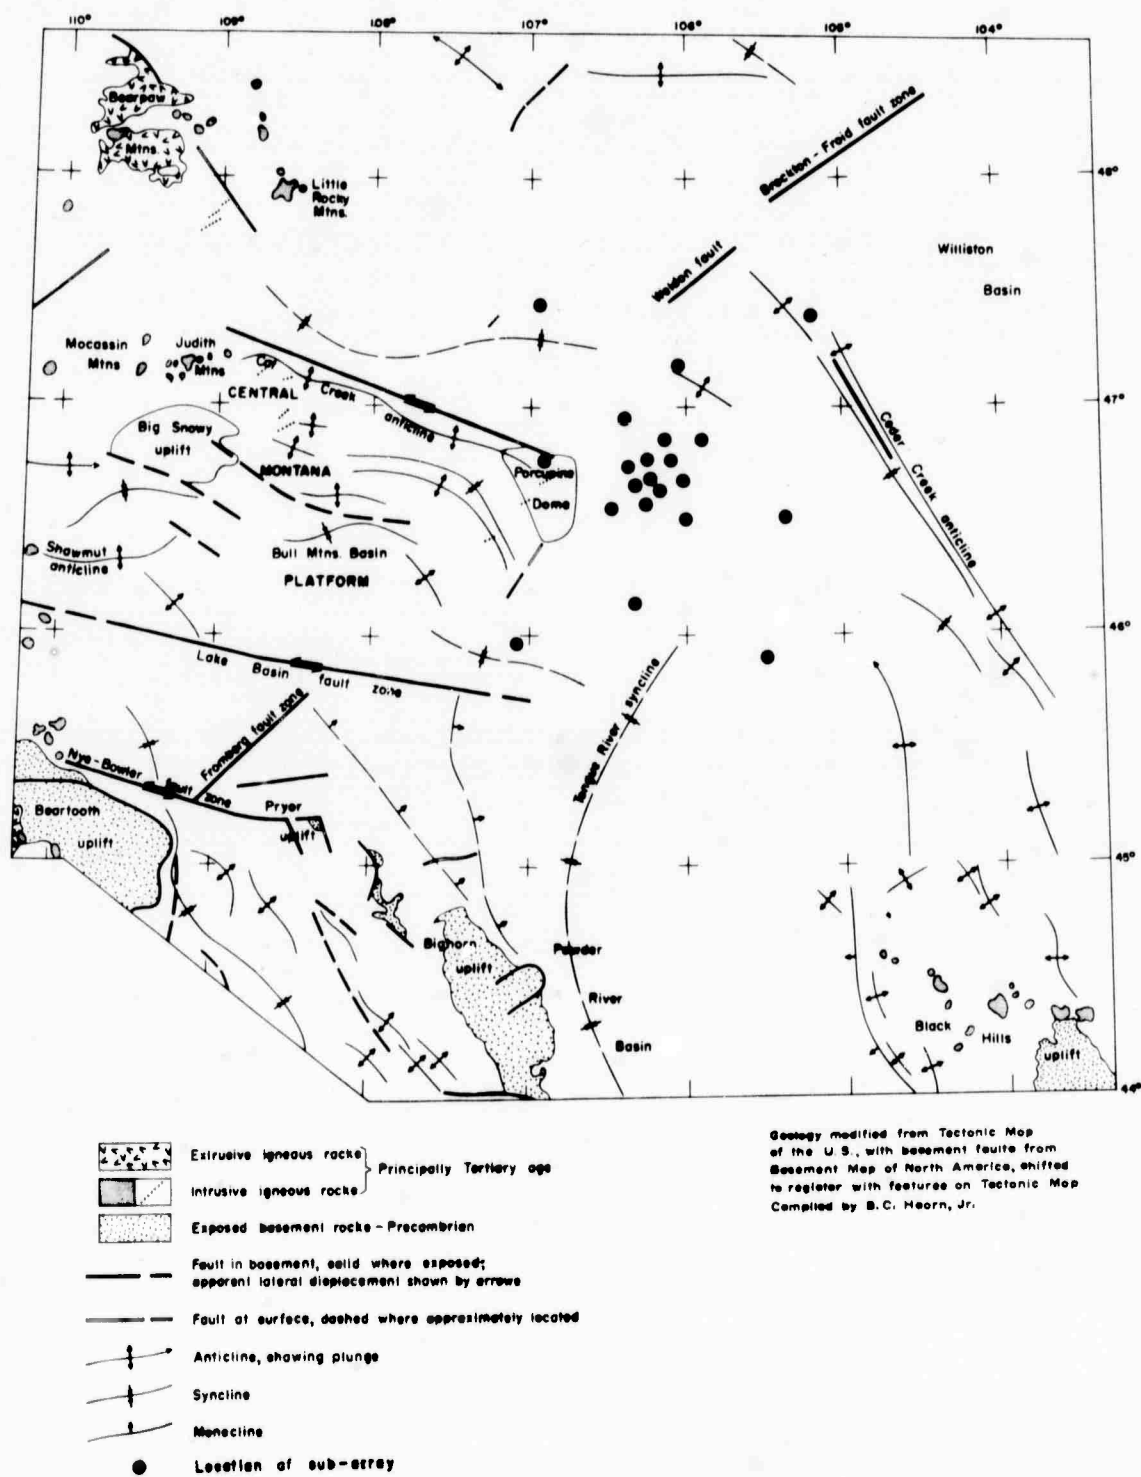 110° 109° 108° 107° 106° 106° 104°
Bearpaw
Mtns.
Brockton-Froid fault zone
48°
Little
Rocky
Mtns.
Weldon fault
Williston
Basin
Mocassin
Mtns
Judith
Mtns
Cat Creek anticline
CENTRAL
47°
Big Snowy
uplift
MONTANA
Porcupine
Dome
Cedar Creek anticline
Bull Mtns. Basin
Shawmut
anticline
PLATFORM
46°
Lake Basin fault zone
Tongue River syncline
Fromberg fault zone
Nye-Bowler fault zone
Beartooth
uplift
Pryer
uplift
45°
Bighorn
uplift
Powder
River
Basin
Black
Hills
uplift
44°
Extrusive igneous rocks
Principally Tertiary age
Intrusive igneous rocks
Exposed basement rocks - Precambrian
Fault in basement, solid where exposed;
apparent lateral displacement shown by arrows
Fault at surface, dashed where approximately located
Anticline, showing plunge
Syncline
Monocline
Location of sub-array
Geology modified from Tectonic Map
of the U.S., with basement faults from
Basement Map of North America, shifted
to register with features on Tectonic Map
Compiled by B.C. Hearn, Jr.